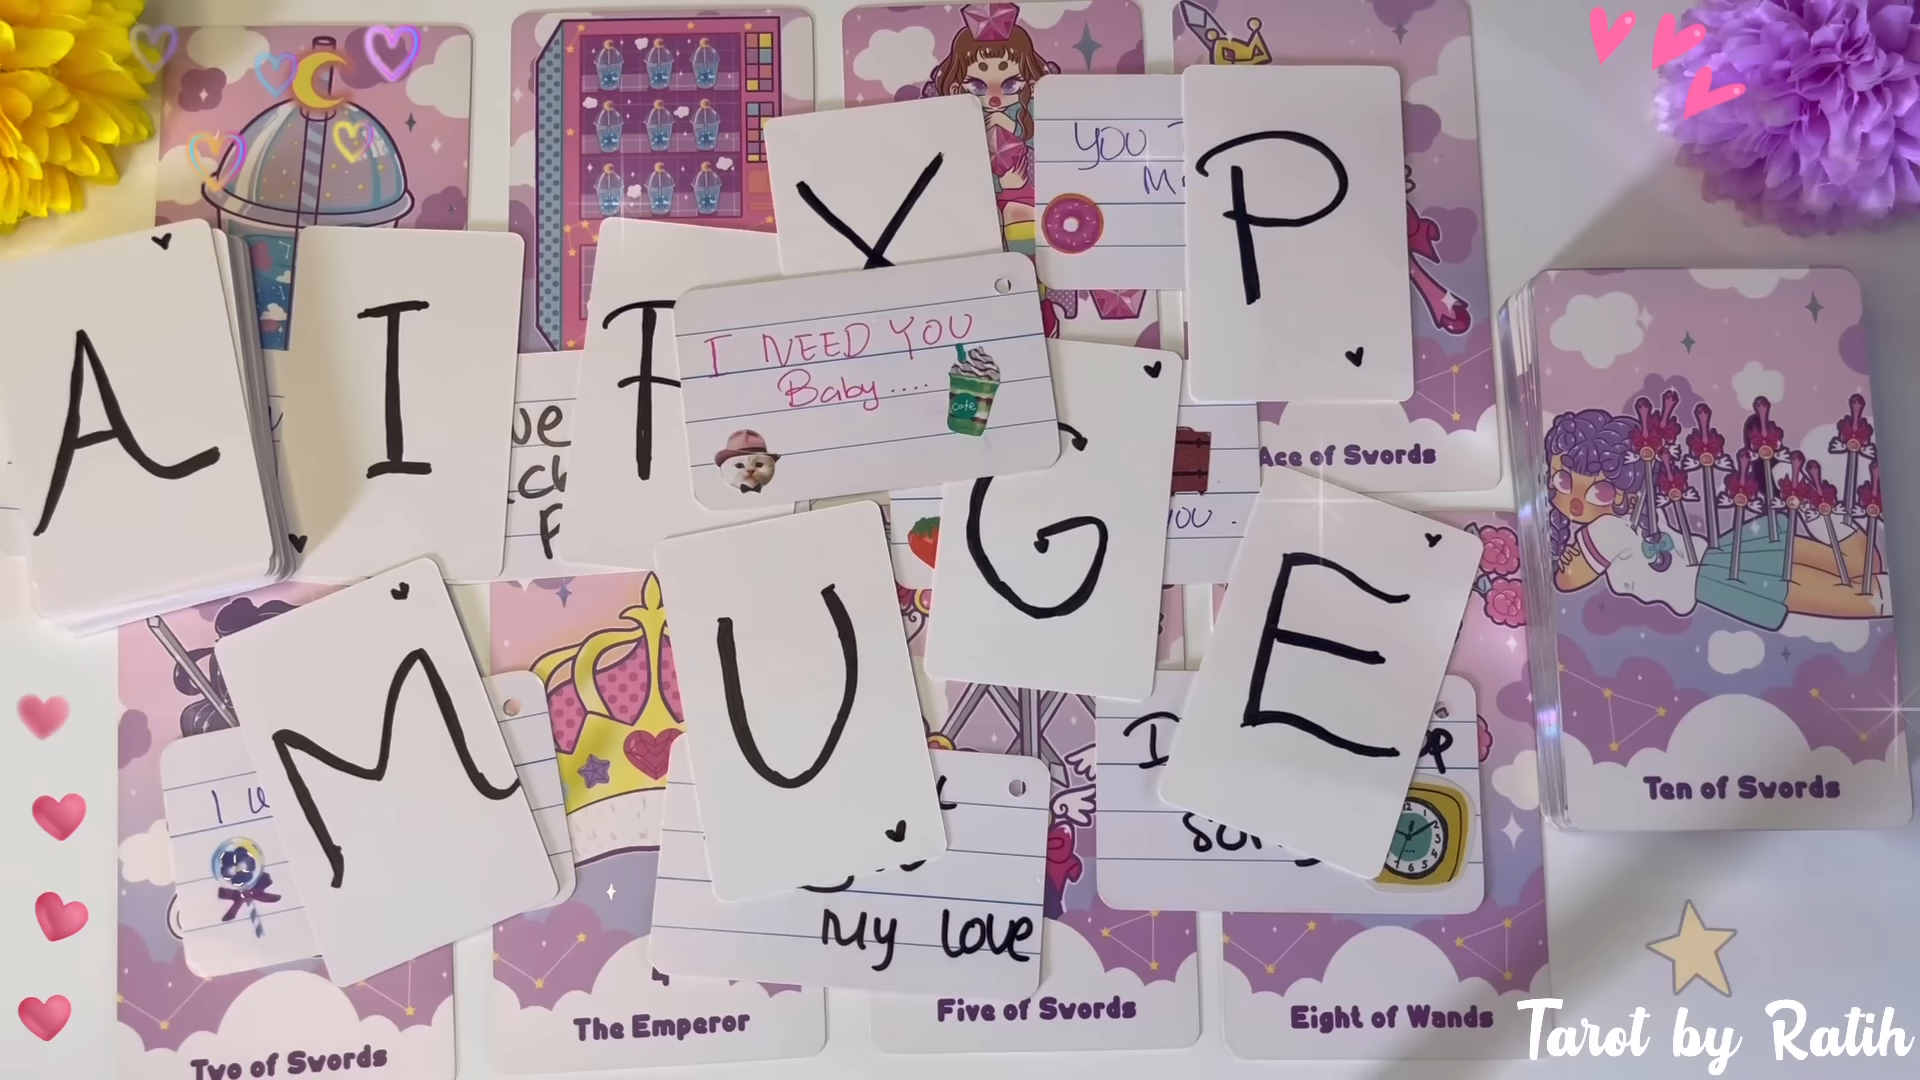 YOU
X
P
A
I
I NEED YOU
Baby ....
cafe
G
YOU .
Ace of Swords
E
M
U
I
My love
Ten of Swords
Two of Swords
The Emperor
Five of Swords
Eight of Wands
Tarot by Ratih